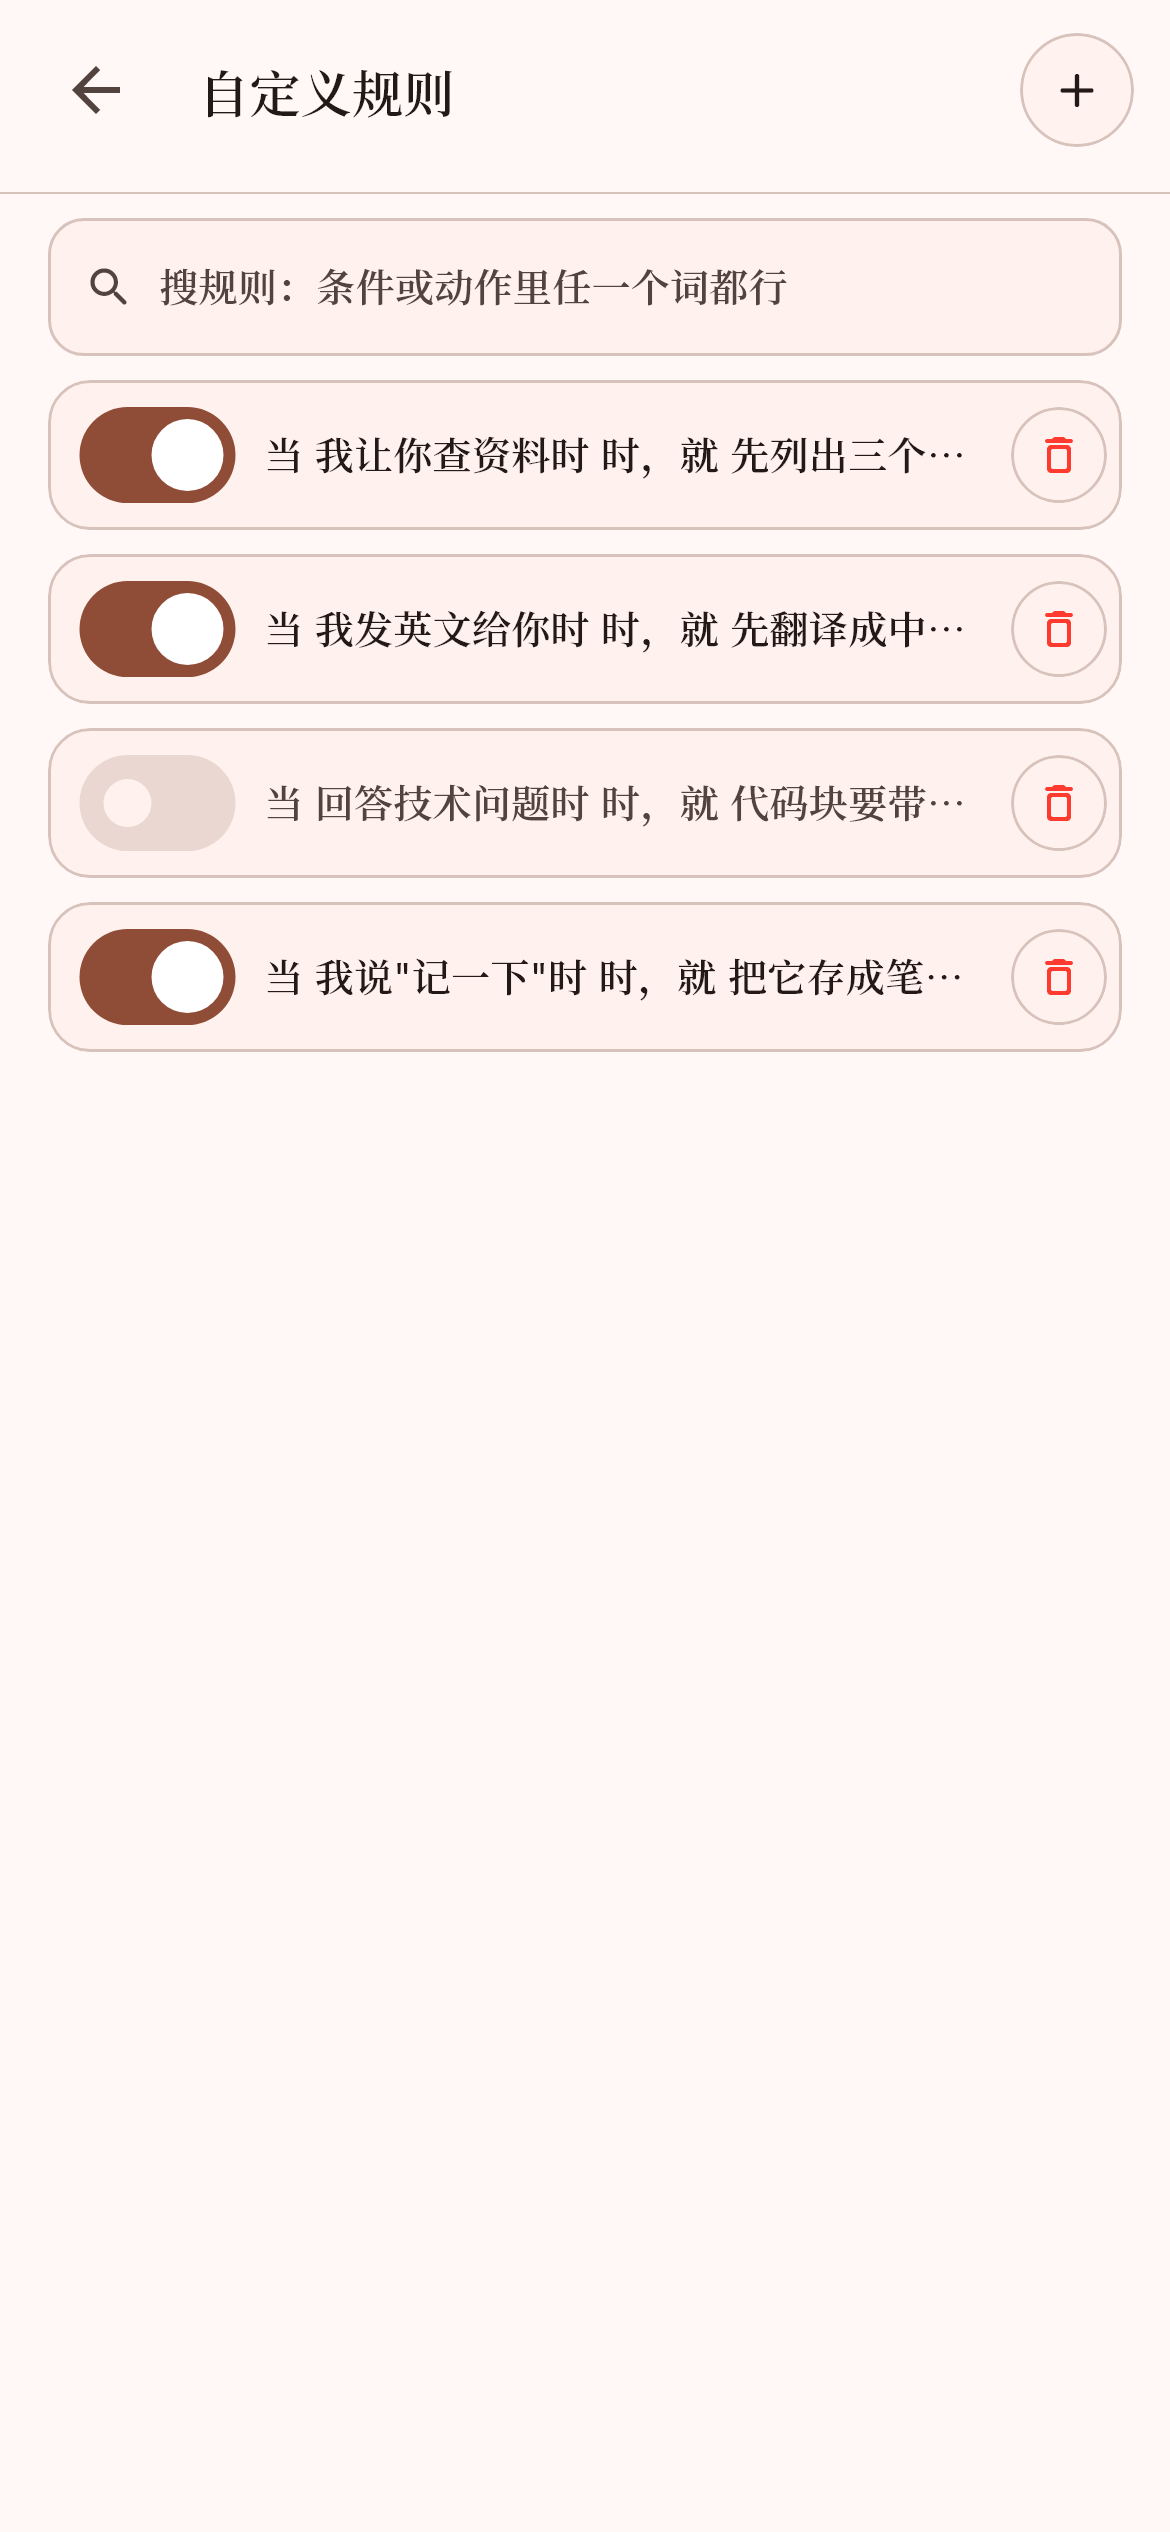 自定义规则
搜规则：条件或动作里任一个词都行
当 我让你查资料时 时，就 先列出三个…
当 我发英文给你时 时，就 先翻译成中…
当 回答技术问题时 时，就 代码块要带…
当 我说"记一下"时 时，就 把它存成笔…